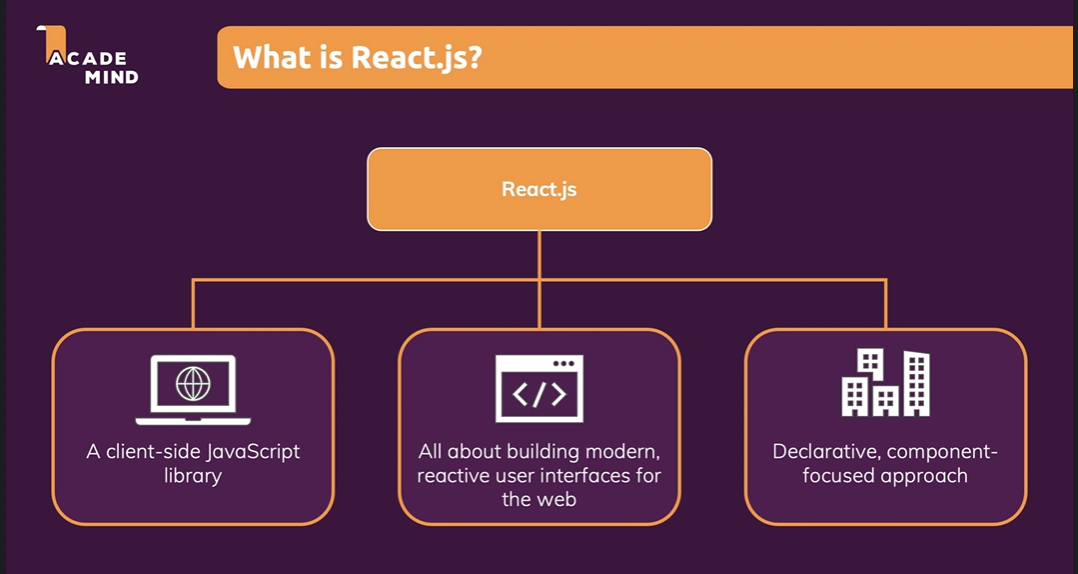 ACADE
MIND
What is React.js?
React.js
A client-side JavaScript
library
All about building modern,
reactive user interfaces for
the web
Declarative, component-
focused approach